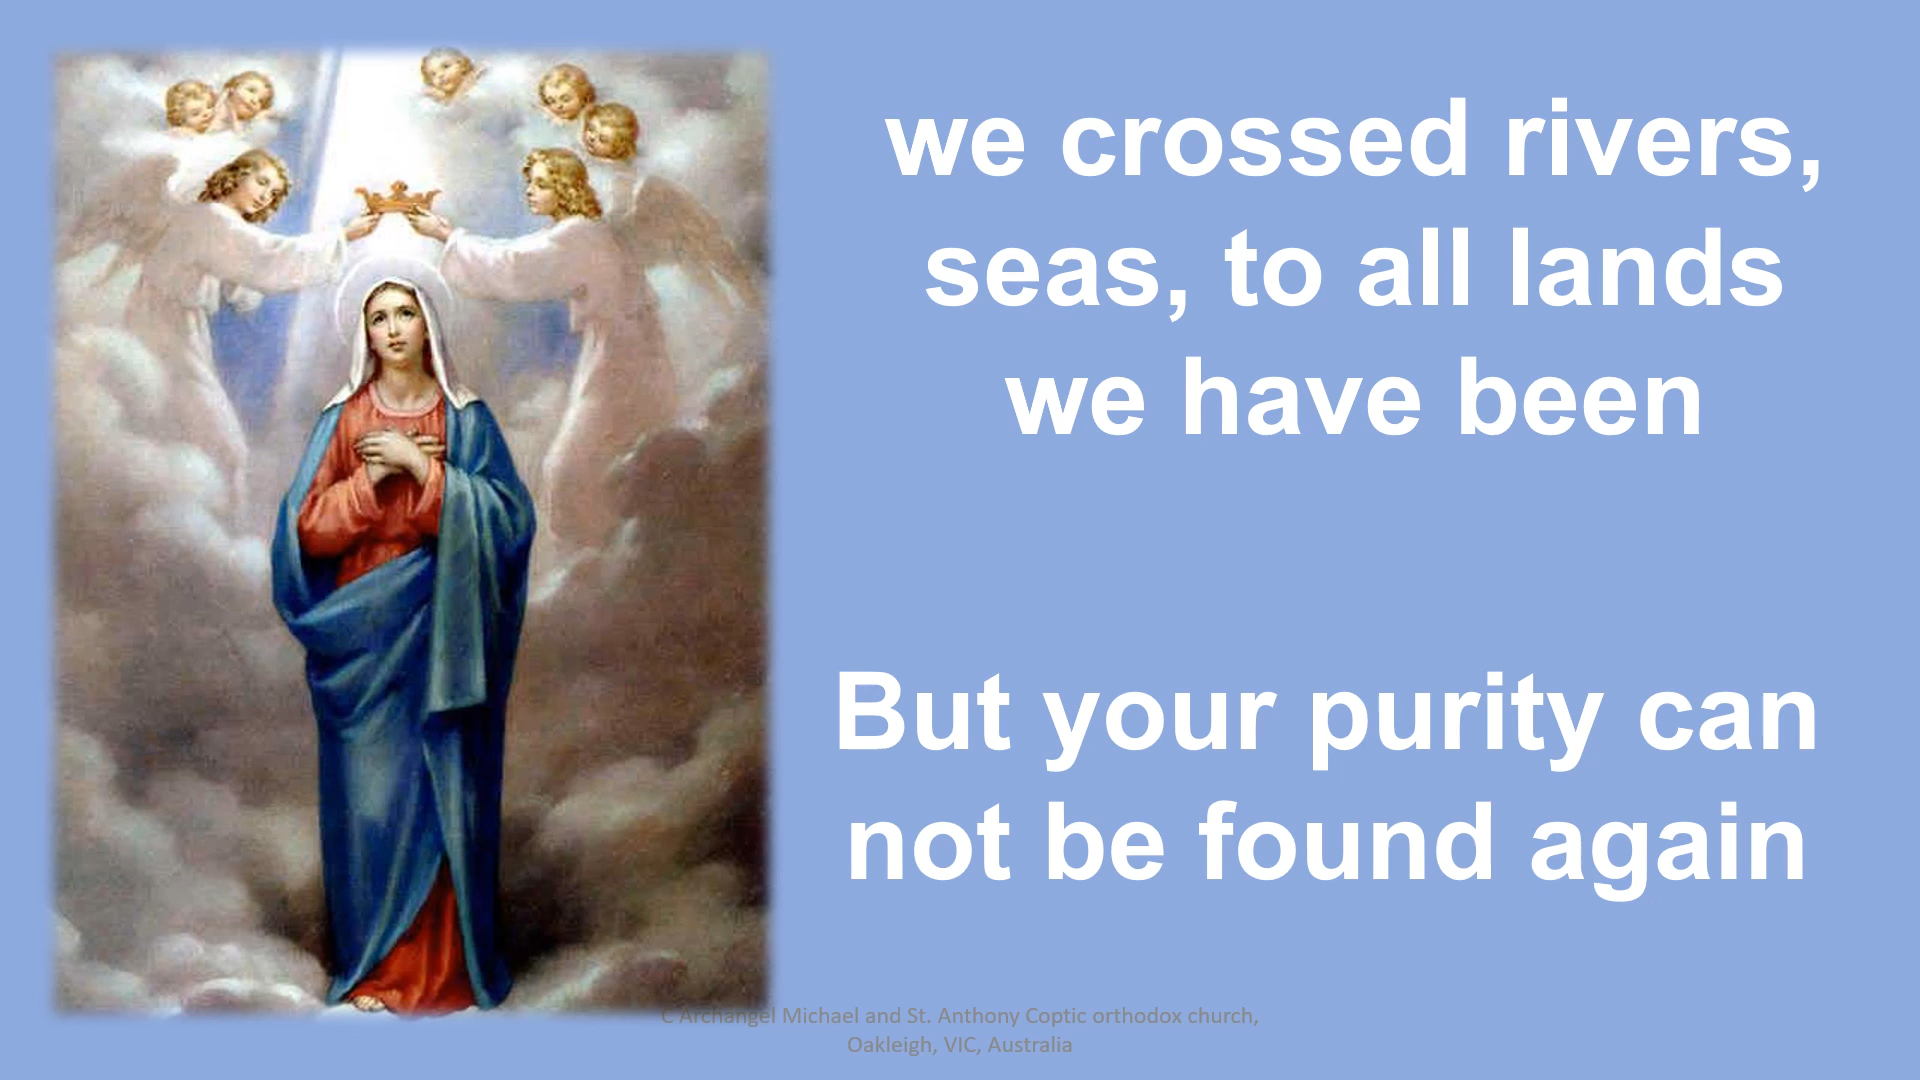 we crossed rivers,
seas, to all lands
we have been
But your purity can
not be found again
C Archangel Michael and St. Anthony Coptic orthodox church,
Oakleigh, VIC, Australia